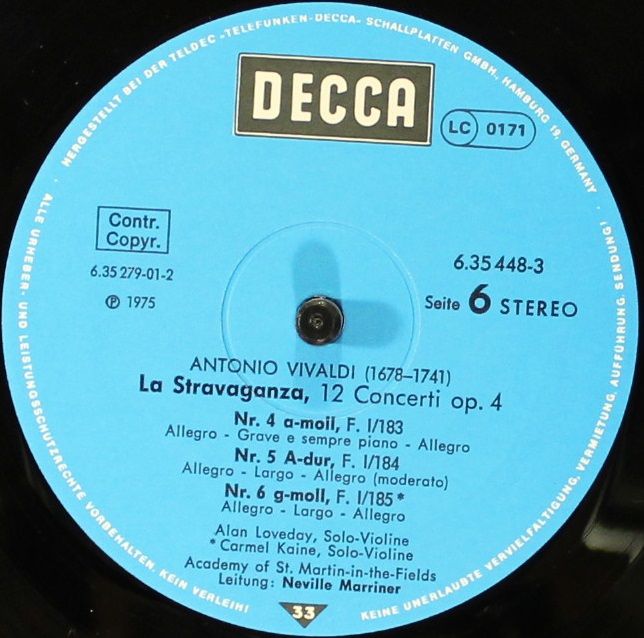 HERGESTELLT BEI DER TELDEC »TELEFUNKEN-DECCA« SCHALLPLATTEN GMBH, HAMBURG 19, GERMANY ·
DECCA
LC 0171
Contr.
Copyr.
6.35 279-01-2
℗ 1975
6.35 448-3
Seite 6 STEREO
ANTONIO VIVALDI (1678–1741)
La Stravaganza, 12 Concerti op. 4
Nr. 4 a-moll, F. I/183
Allegro - Grave e sempre piano - Allegro
Nr. 5 A-dur, F. I/184
Allegro - Largo - Allegro (moderato)
Nr. 6 g-moll, F. I/185*
Allegro - Largo - Allegro
Alan Loveday, Solo-Violine
*Carmel Kaine, Solo-Violine
Academy of St. Martin-in-the-Fields
Leitung: Neville Marriner
33
· ALLE URHEBER- UND LEISTUNGSSCHUTZRECHTE VORBEHALTEN. KEIN VERLEIH!
KEINE UNERLAUBTE VERVIELFÄLTIGUNG, VERMIETUNG, AUFFÜHRUNG, SENDUNG! ·